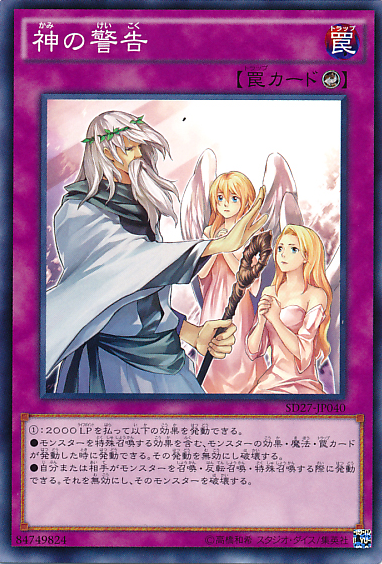 神の警告
罠
【罠カード】
SD27-JP040
①:2000LPを払って以下の効果を発動できる。
●モンスターを特殊召喚する効果を含む、モンスターの効果・魔法・罠カード
が発動した時に発動できる。その発動を無効にし破壊する。
●自分または相手がモンスターを召喚・反転召喚・特殊召喚する際に発動
できる。それを無効にし、そのモンスターを破壊する。
84749824
©高橋和希 スタジオ・ダイス/集英社